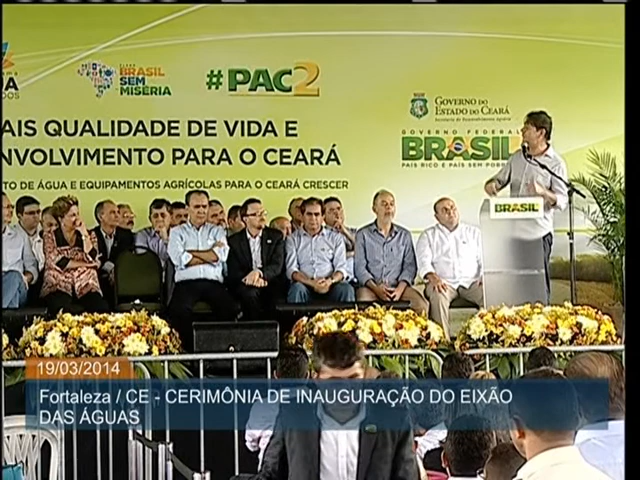 BRASIL
SEM
MISÉRIA
#PAC2
GOVERNO DO
ESTADO DO CEARÁ
AIS QUALIDADE DE VIDA E
NVOLVIMENTO PARA O CEARÁ
TO DE ÁGUA E EQUIPAMENTOS AGRÍCOLAS PARA O CEARÁ CRESCER
GOVERNO FEDERAL
BRASIL
PAÍS RICO É PAÍS SEM POBRE
BRASIL
19/03/2014
Fortaleza / CE - CERIMÔNIA DE INAUGURAÇÃO DO EIXÃO
DAS ÁGUAS